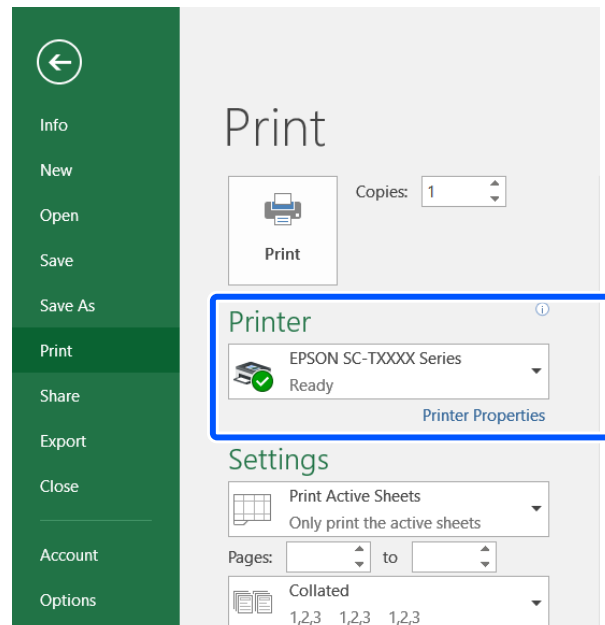 Info
New
Open
Save
Save As
Print
Share
Export
Close
Account
Options
Print
Copies: 1
Print
Printer
EPSON SC-TXXXX Series
Ready
Printer Properties
Settings
Print Active Sheets
Only print the active sheets
Pages: to
Collated
1,2,3 1,2,3 1,2,3